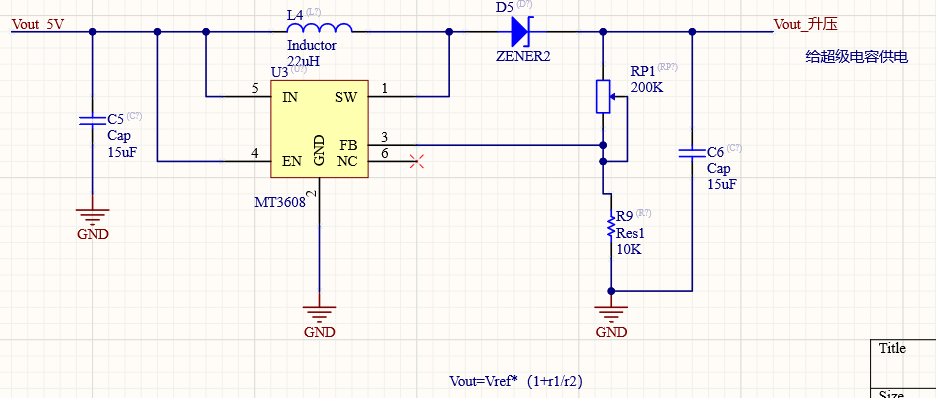 D5 (D?)
L4 (L?)
Vout_5V
Vout_升压
Inductor
22uH
ZENER2
给超级电容供电
U3 (U?)
RP1 (RP?)
200K
5
IN
SW
1
C5 (C?)
Cap
15uF
GND
FB
3
4
EN
NC
6
C6 (C?)
Cap
15uF
2
MT3608
R9 (R?)
Res1
10K
GND
GND
GND
Title
Vout=Vref*（1+r1/r2）
Size